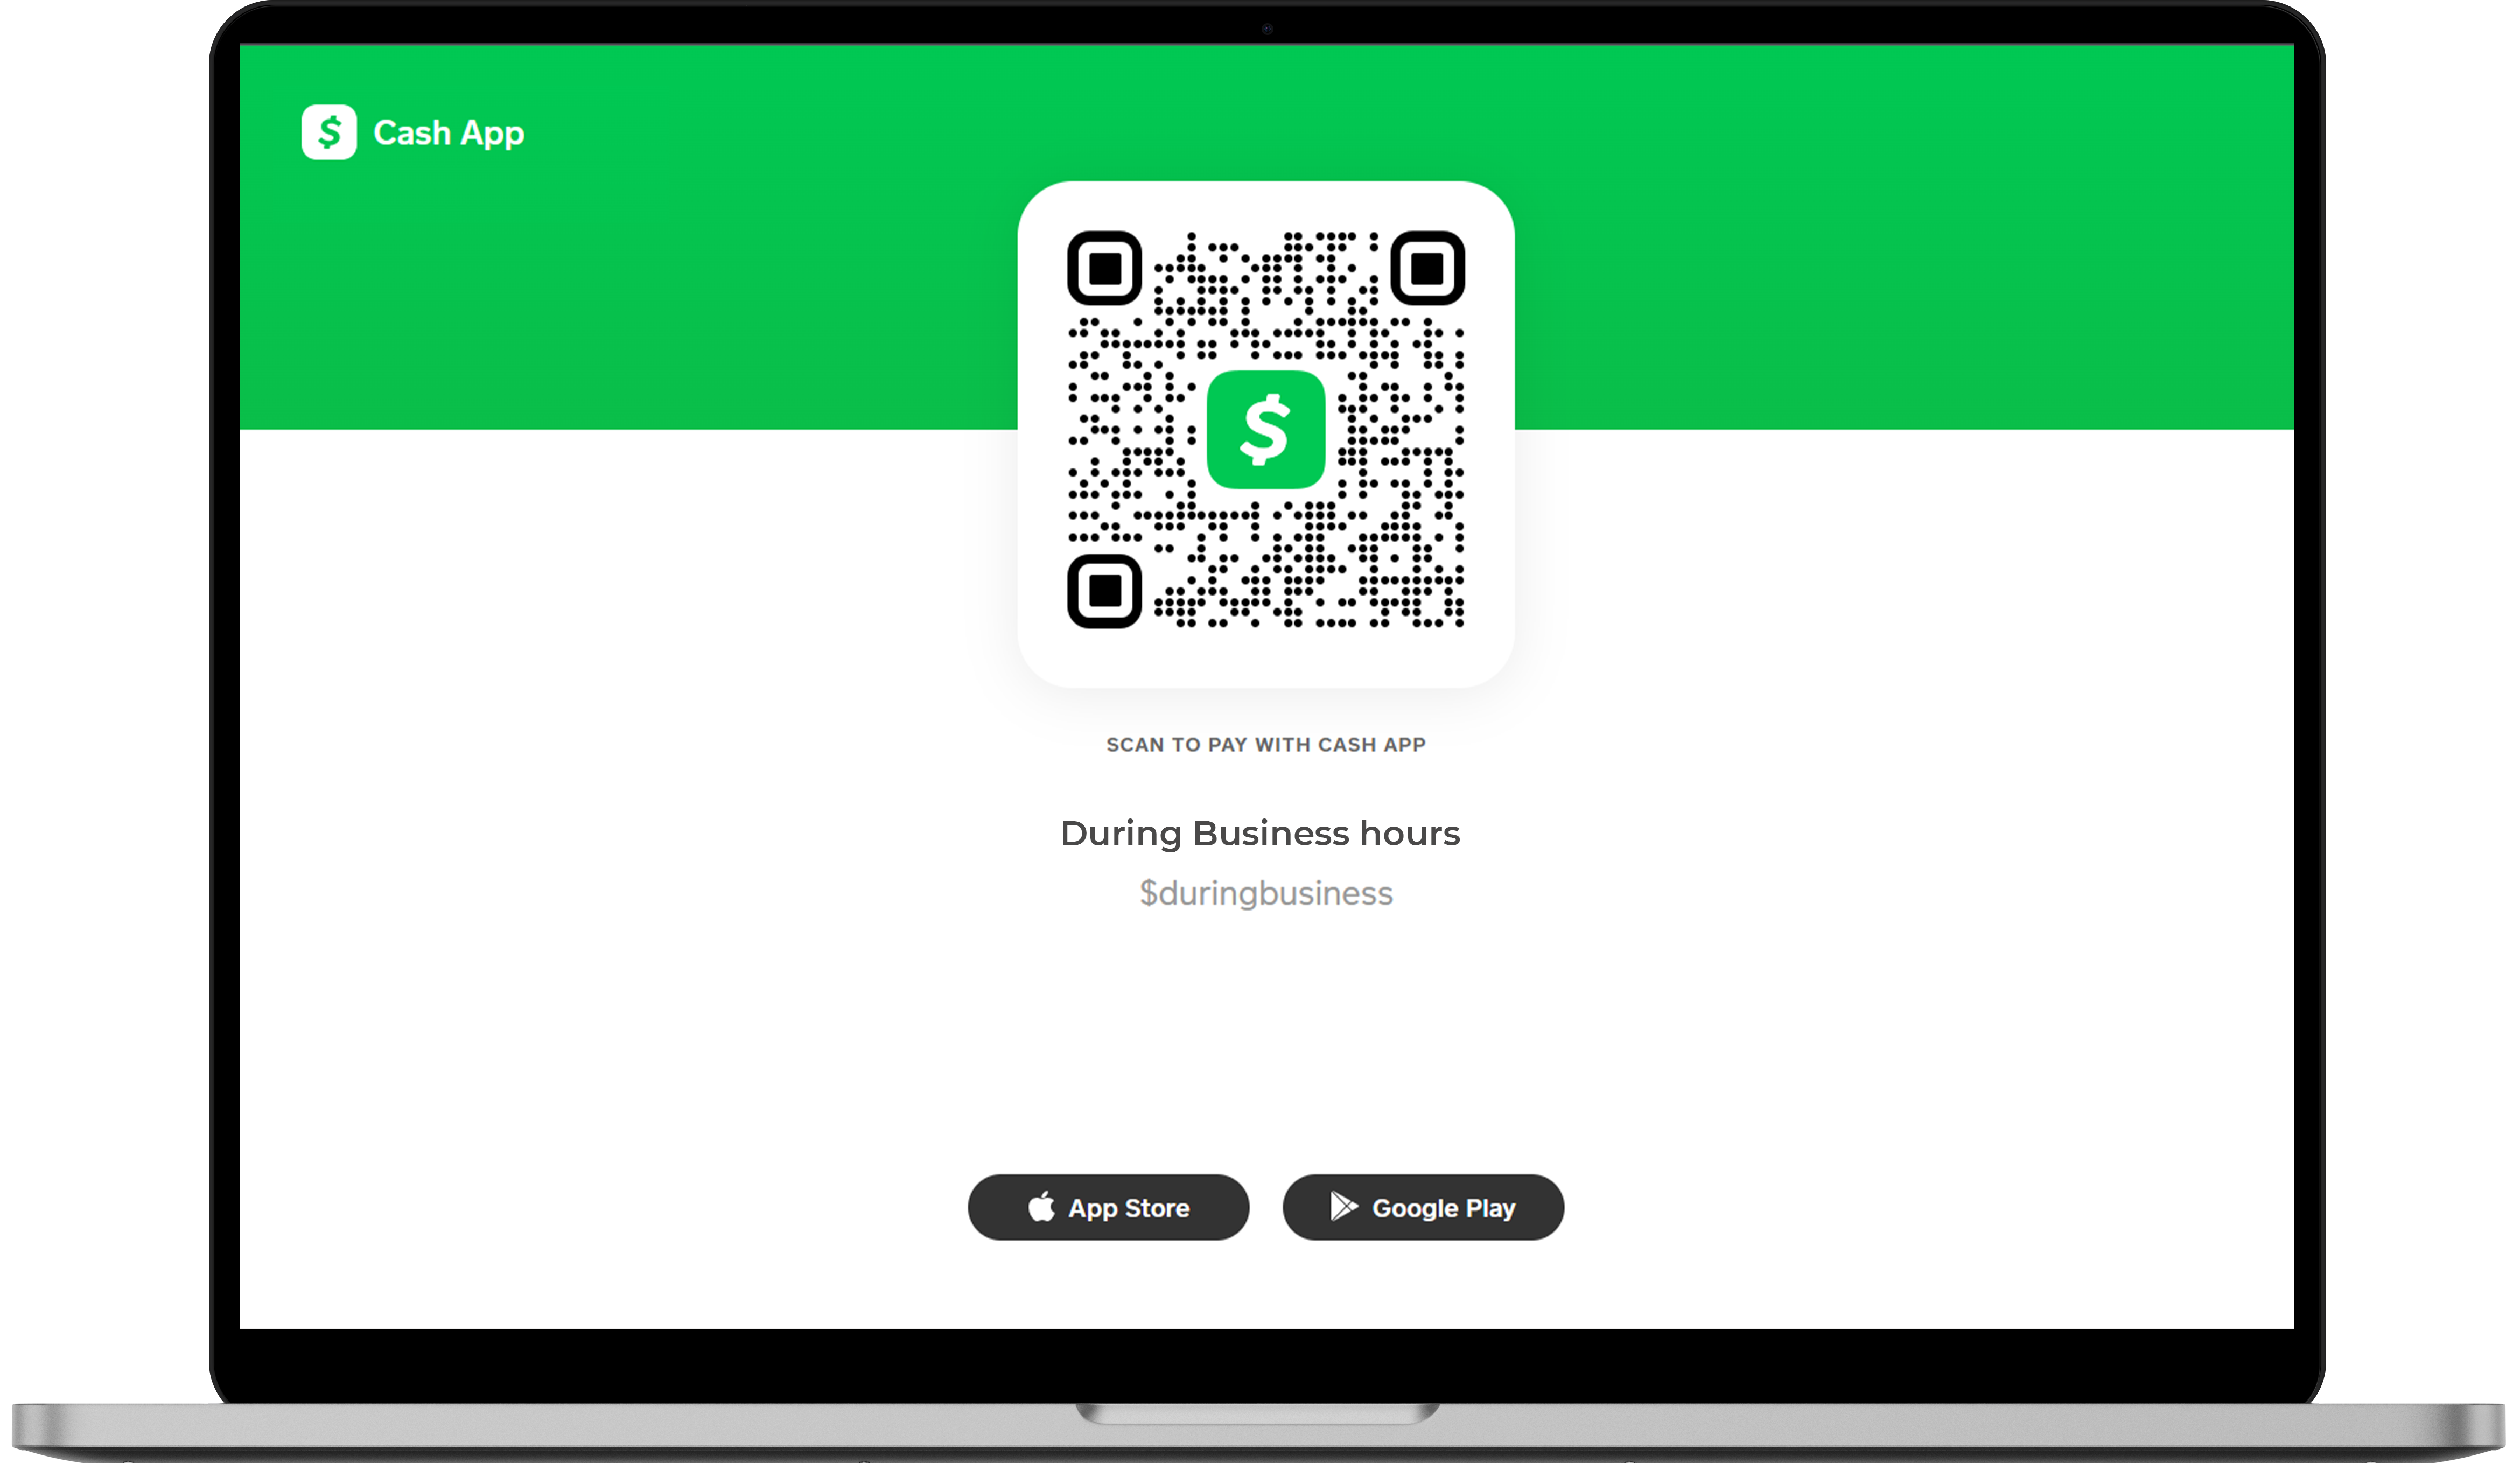 Cash App
SCAN TO PAY WITH CASH APP
During Business hours
$duringbusiness
App Store
Google Play